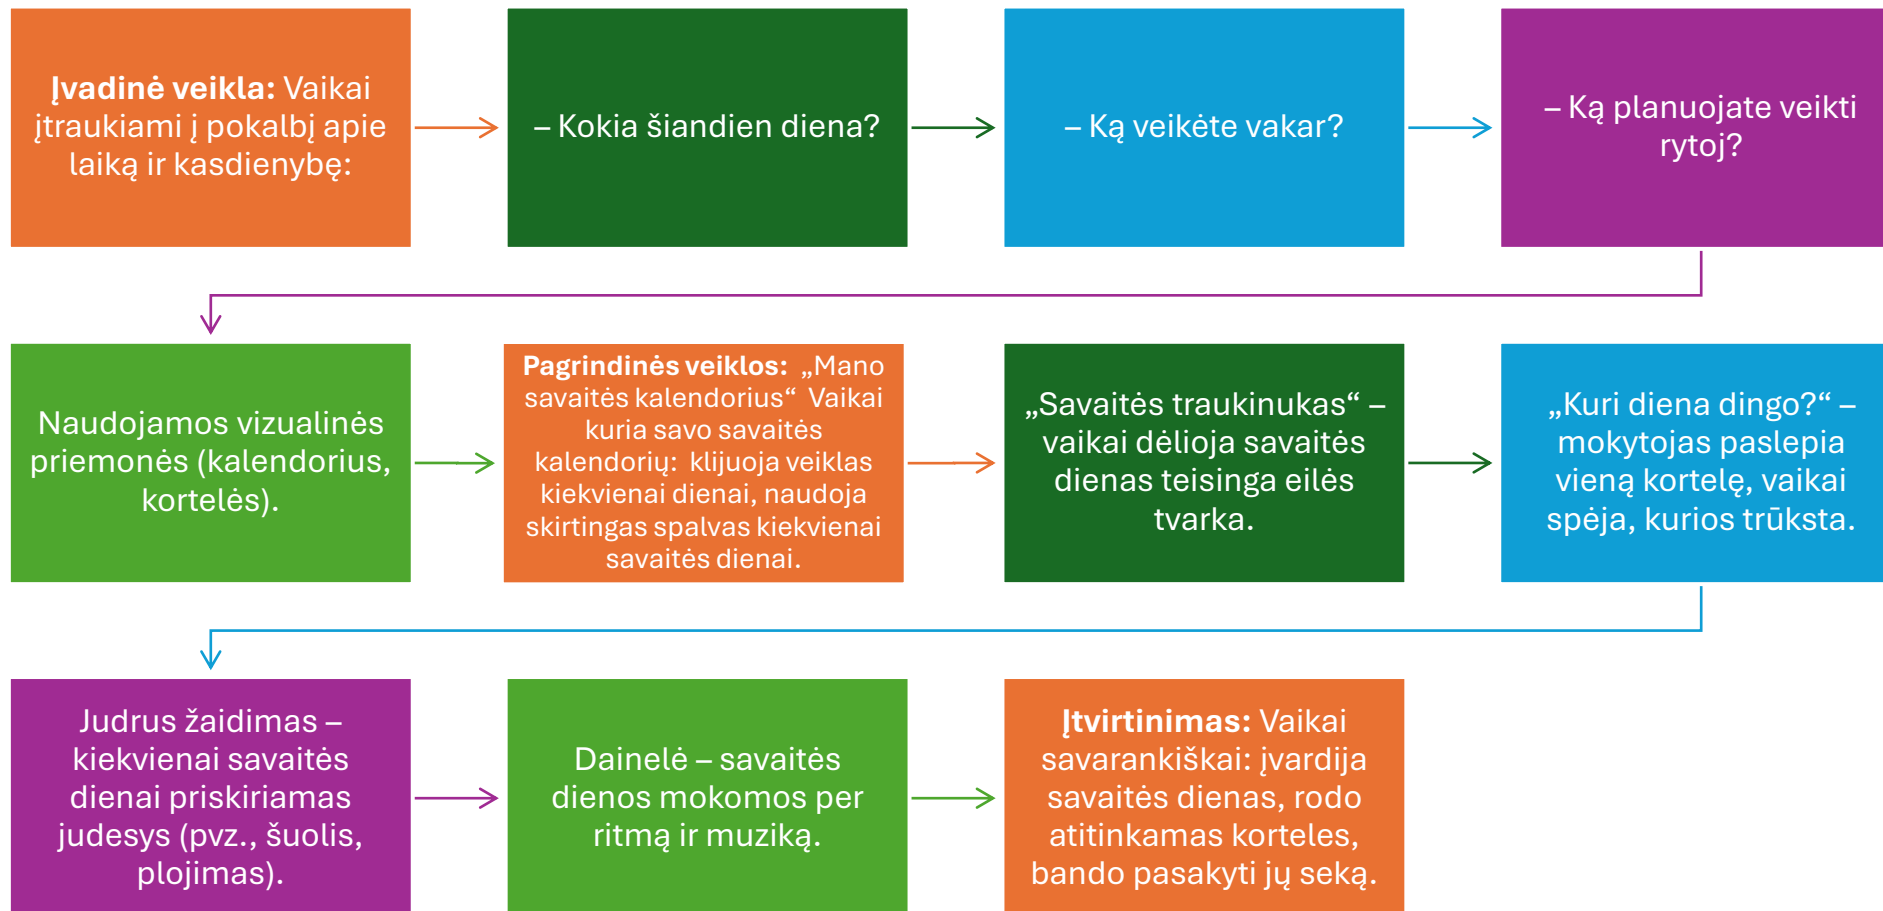 Įvadinė veikla: Vaikai
įtraukiami į pokalbį apie
laiką ir kasdienybę:
– Kokia šiandien diena?
– Ką veikėte vakar?
– Ką planuojate veikti
rytoj?
Naudojamos vizualinės
priemonės (kalendorius,
kortelės).
Pagrindinės veiklos: „Mano
savaitės kalendorius“ Vaikai
kuria savo savaitės
kalendorių: klijuoja veiklas
kiekvienai dienai, naudoja
skirtingas spalvas kiekvienai
savaitės dienai.
„Savaitės traukinukas“ –
vaikai dėlioja savaitės
dienas teisinga eilės
tvarka.
„Kuri diena dingo?“ –
mokytojas paslepia
vieną kortelę, vaikai
spėja, kurios trūksta.
Judrus žaidimas –
kiekvienai savaitės
dienai priskiriamas
judesys (pvz., šuolis,
plojimas).
Dainelė – savaitės
dienos mokomos per
ritmą ir muziką.
Įtvirtinimas: Vaikai
savarankiškai: įvardija
savaitės dienas, rodo
atitinkamas korteles,
bando pasakyti jų seką.